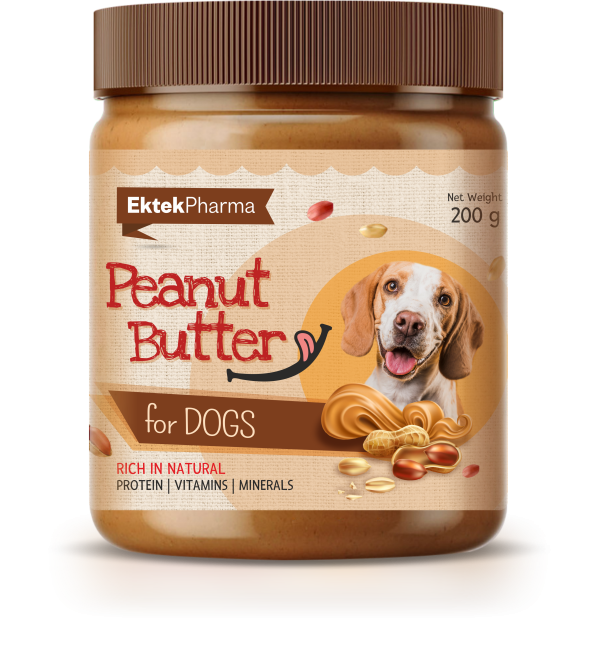 EktekPharma
Net Weight
200 g
Peanut
Butter
for DOGS
RICH IN NATURAL
PROTEIN | VITAMINS | MINERALS